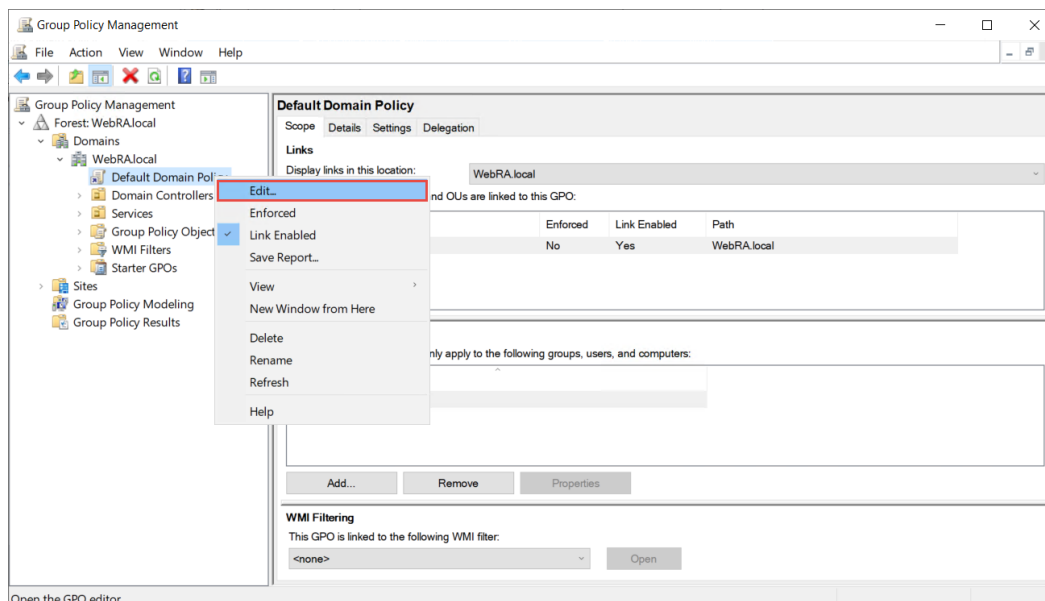 Group Policy Management
File Action View Window Help
Group Policy Management
Forest: WebRA.local
Domains
WebRA.local
Default Domain Policy
Domain Controllers
Services
Group Policy Object
WMI Filters
Starter GPOs
Sites
Group Policy Modeling
Group Policy Results
Edit...
Enforced
Link Enabled
Save Report...
View
New Window from Here
Delete
Rename
Refresh
Help
Default Domain Policy
Scope Details Settings Delegation
Links
Display links in this location: WebRA.local
nd OUs are linked to this GPO:
Enforced Link Enabled Path
No Yes WebRA.local
nly apply to the following groups, users, and computers:
Add... Remove Properties
WMI Filtering
This GPO is linked to the following WMI filter:
<none> Open
Open the GPO editor